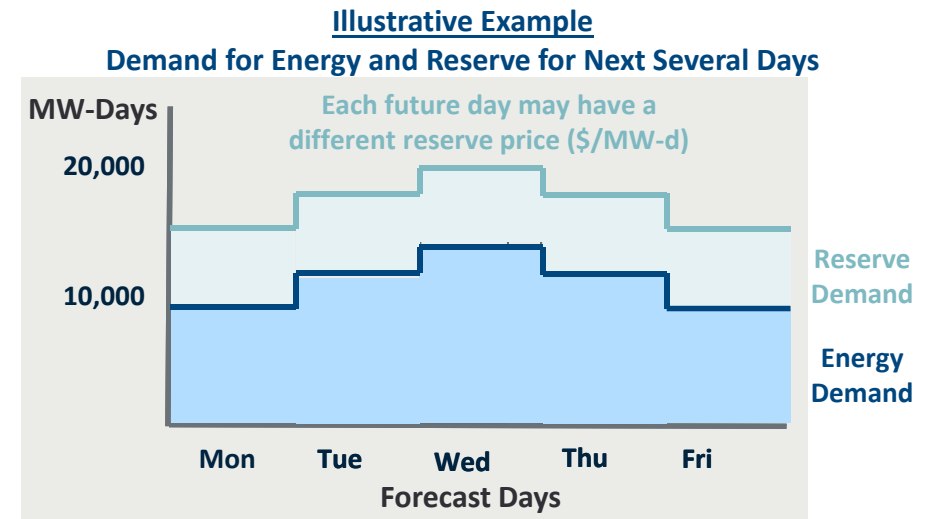 Illustrative Example
Demand for Energy and Reserve for Next Several Days
MW-Days
Each future day may have a
different reserve price ($/MW-d)
20,000
10,000
Reserve
Demand
Energy
Demand
Mon Tue Wed Thu Fri
Forecast Days